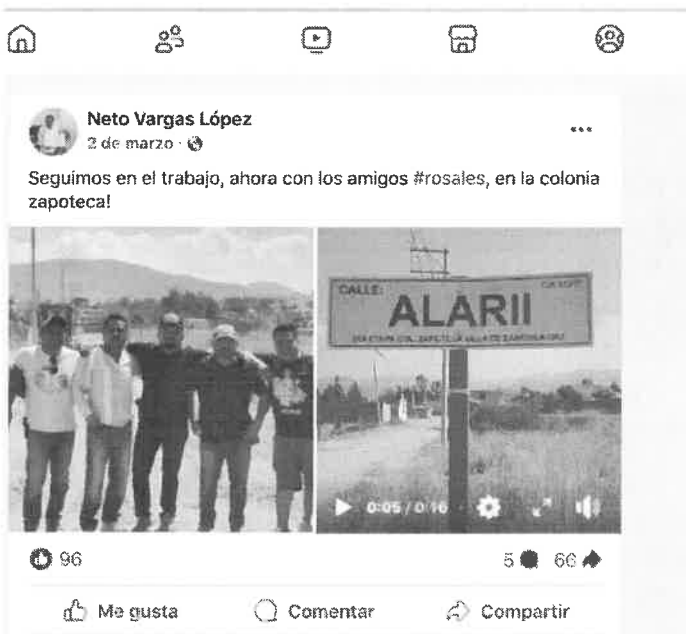 Neto Vargas López
2 de marzo
Seguimos en el trabajo, ahora con los amigos #rosales, en la colonia
zapoteca!
CALLE:
ALARII
0:05 / 0:16
96
5 66
Me gusta Comentar Compartir